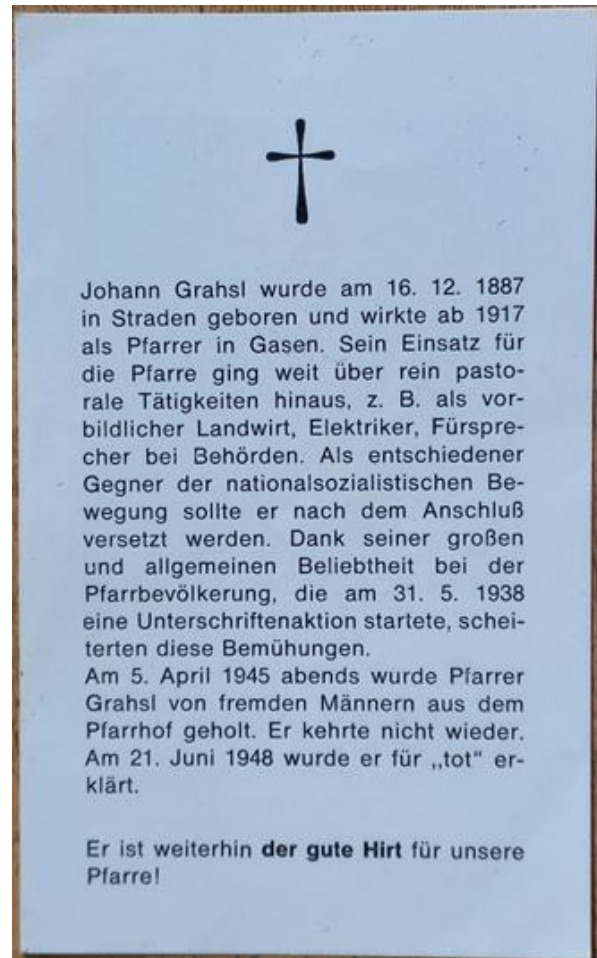 Johann Grahsl wurde am 16. 12. 1887
in Straden geboren und wirkte ab 1917
als Pfarrer in Gasen. Sein Einsatz für
die Pfarre ging weit über rein pasto-
rale Tätigkeiten hinaus, z. B. als vor-
bildlicher Landwirt, Elektriker, Fürspre-
cher bei Behörden. Als entschiedener
Gegner der nationalsozialistischen Be-
wegung sollte er nach dem Anschluß
versetzt werden. Dank seiner großen
und allgemeinen Beliebtheit bei der
Pfarrbevölkerung, die am 31. 5. 1938
eine Unterschriftenaktion startete, schei-
terten diese Bemühungen.
Am 5. April 1945 abends wurde Pfarrer
Grahsl von fremden Männern aus dem
Pfarrhof geholt. Er kehrte nicht wieder.
Am 21. Juni 1948 wurde er für „tot“ er-
klärt.
Er ist weiterhin der gute Hirt für unsere
Pfarre!